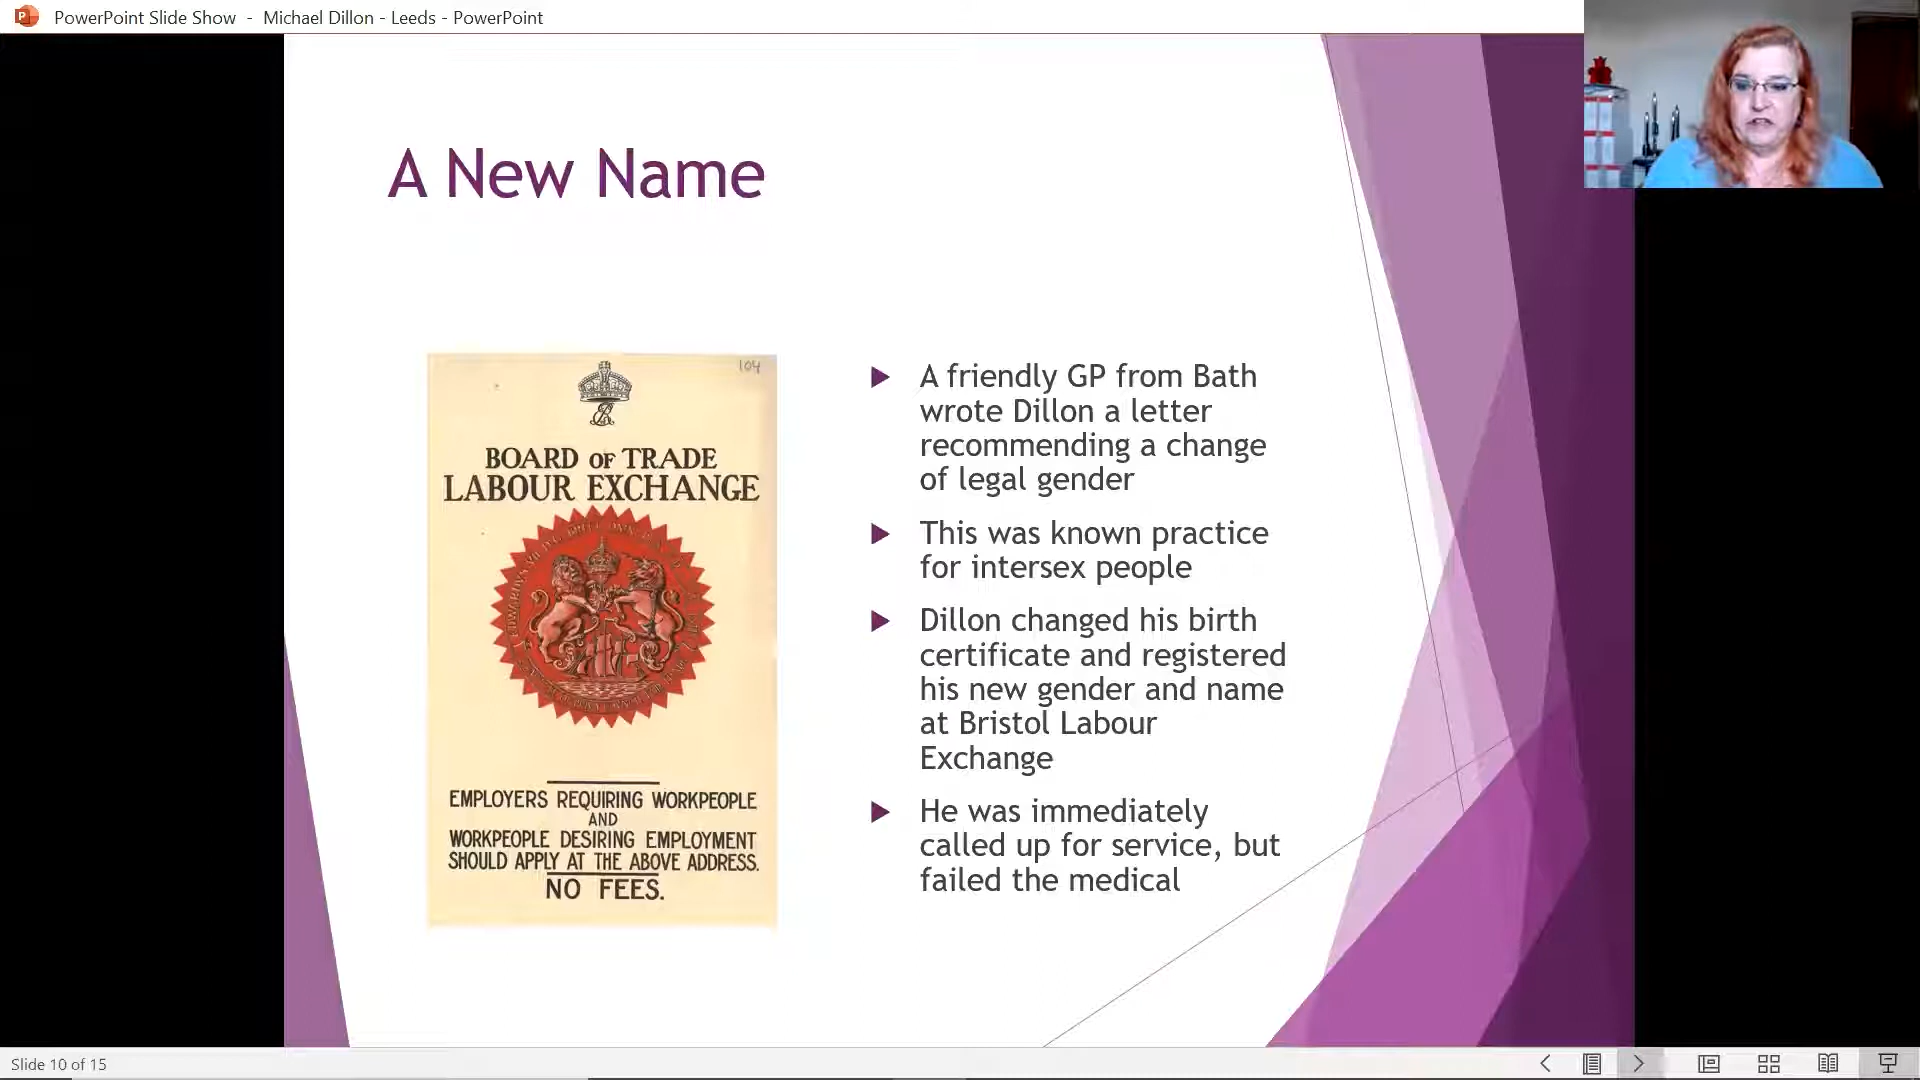 PowerPoint Slide Show - Michael Dillon - Leeds - PowerPoint
A New Name
104
BOARD OF TRADE
LABOUR EXCHANGE
EMPLOYERS REQUIRING WORKPEOPLE
AND
WORKPEOPLE DESIRING EMPLOYMENT
SHOULD APPLY AT THE ABOVE ADDRESS.
NO FEES.
A friendly GP from Bath
wrote Dillon a letter
recommending a change
of legal gender
This was known practice
for intersex people
Dillon changed his birth
certificate and registered
his new gender and name
at Bristol Labour
Exchange
He was immediately
called up for service, but
failed the medical
Slide 10 of 15